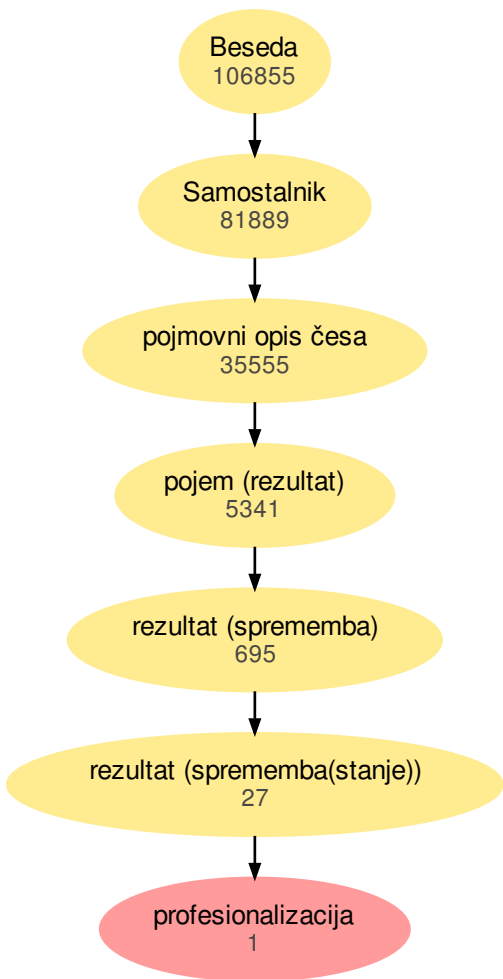 Beseda
106855
Samostalnik
81889
pojmovni opis česa
35555
pojem (rezultat)
5341
rezultat (sprememba)
695
rezultat (sprememba(stanje))
27
profesionalizacija
1